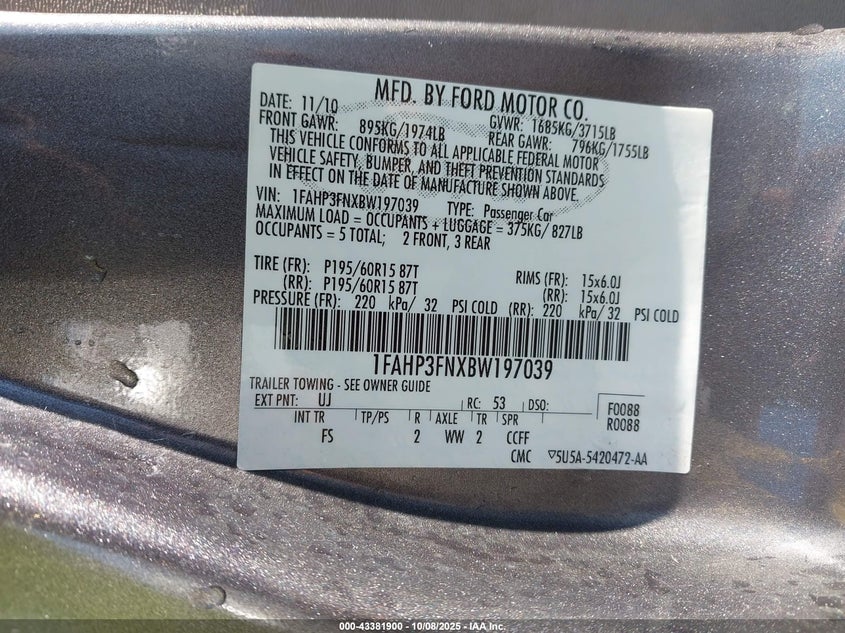 MFD. BY FORD MOTOR CO.
DATE: 11/10 GVWR: 1685KG/3715LB
FRONT GAWR: 895KG/1974LB REAR GAWR: 796KG/1755LB
THIS VEHICLE CONFORMS TO ALL APPLICABLE FEDERAL MOTOR
VEHICLE SAFETY, BUMPER, AND THEFT PREVENTION STANDARDS
IN EFFECT ON THE DATE OF MANUFACTURE SHOWN ABOVE.
VIN: 1FAHP3FNXBW197039 TYPE: Passenger Car
MAXIMUM LOAD = OCCUPANTS + LUGGAGE = 375KG/ 827LB
OCCUPANTS = 5 TOTAL; 2 FRONT, 3 REAR
TIRE (FR): P195/60R15 87T RIMS (FR): 15x6.0J
(RR): P195/60R15 87T (RR): 15x6.0J
PRESSURE (FR): 220 kPa/ 32 PSI COLD (RR): 220 kPa/ 32 PSI COLD
1FAHP3FNXBW197039
TRAILER TOWING - SEE OWNER GUIDE
EXT PNT: UJ RC: 53 DSO: F0088
R0088
INT TR TP/PS R AXLE TR SPR
FS 2 WW 2 CCFF
CMC ▽5U5A-5420472-AA
000-43381900 - 10/08/2025 - IAAI.COM